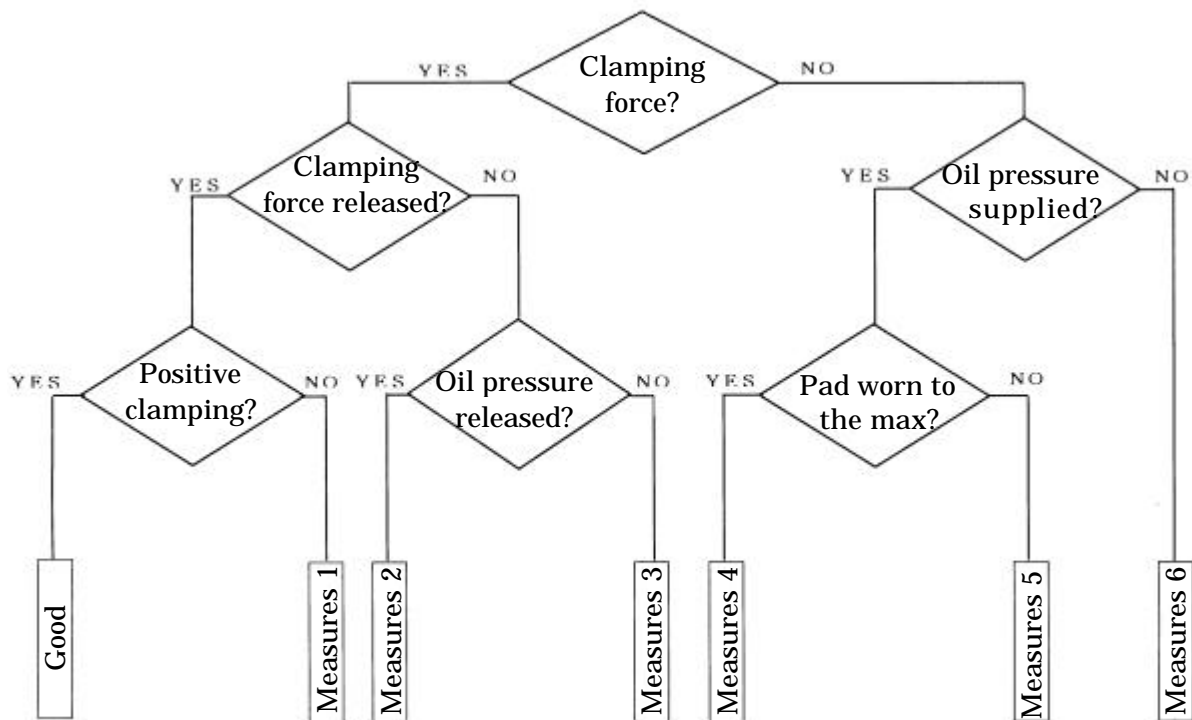 Clamping
force?
YES
NO
Clamping
force released?
YES
NO
Oil pressure
supplied?
YES
NO
Positive
clamping?
YES
NO
Oil pressure
released?
YES
NO
Pad worn to
the max?
YES
NO
Good
Measures 1
Measures 2
Measures 3
Measures 4
Measures 5
Measures 6